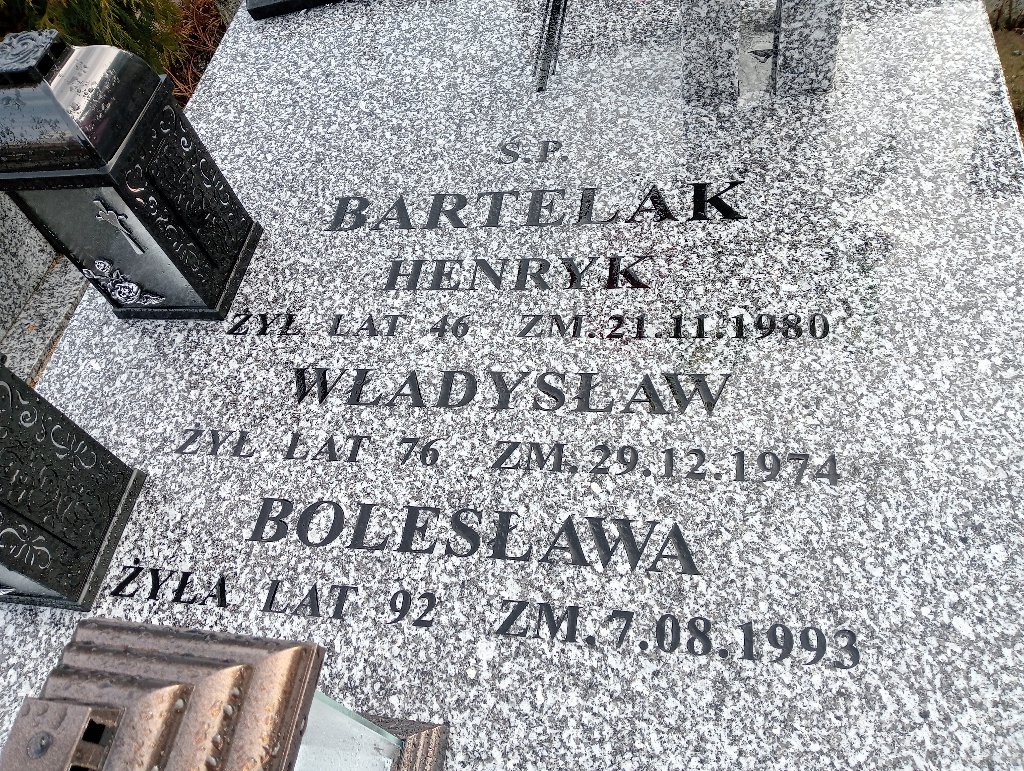 S.P.
BARTELAK
HENRYK
ŻYŁ LAT 46 ZM.21.11.1980
WŁADYSŁAW
ŻYŁ LAT 76 ZM.29.12.1974
BOLESŁAWA
ŻYŁA LAT 92 ZM.7.08.1993